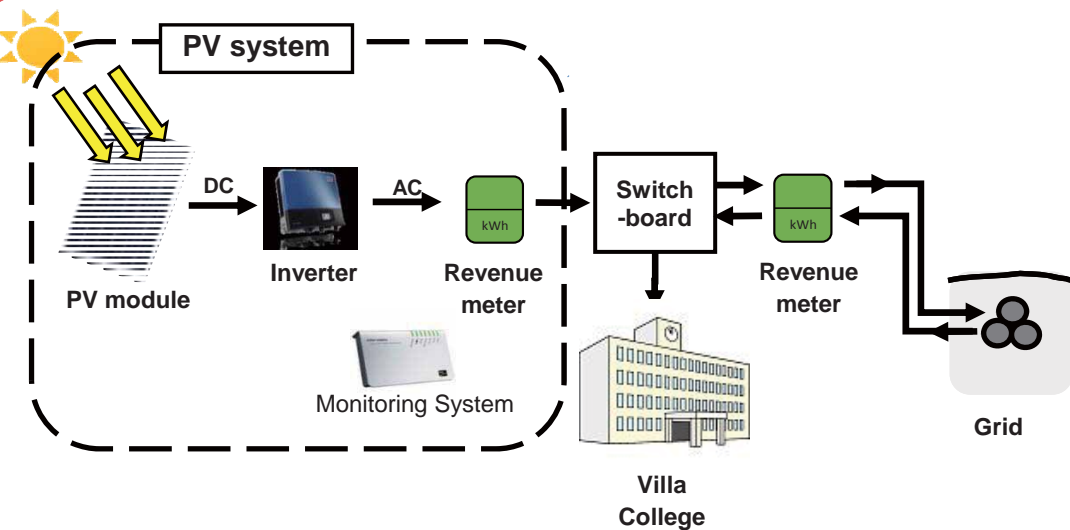 PV system
DC
AC
kWh
Switch
-board
kWh
PV module
Inverter
Revenue
meter
Revenue
meter
Monitoring System
Grid
Villa
College